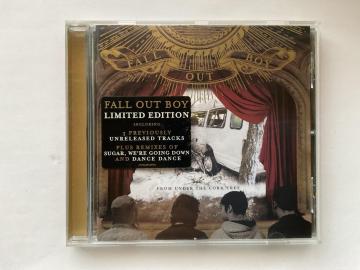 FALL OUT BOY
FALL OUT BOY
LIMITED EDITION
INCLUDING
5 PREVIOUSLY
UNRELEASED TRACKS
PLUS REMIXES OF
SUGAR, WE'RE GOING DOWN
AND DANCE DANCE
FROM UNDER THE CORK TREE